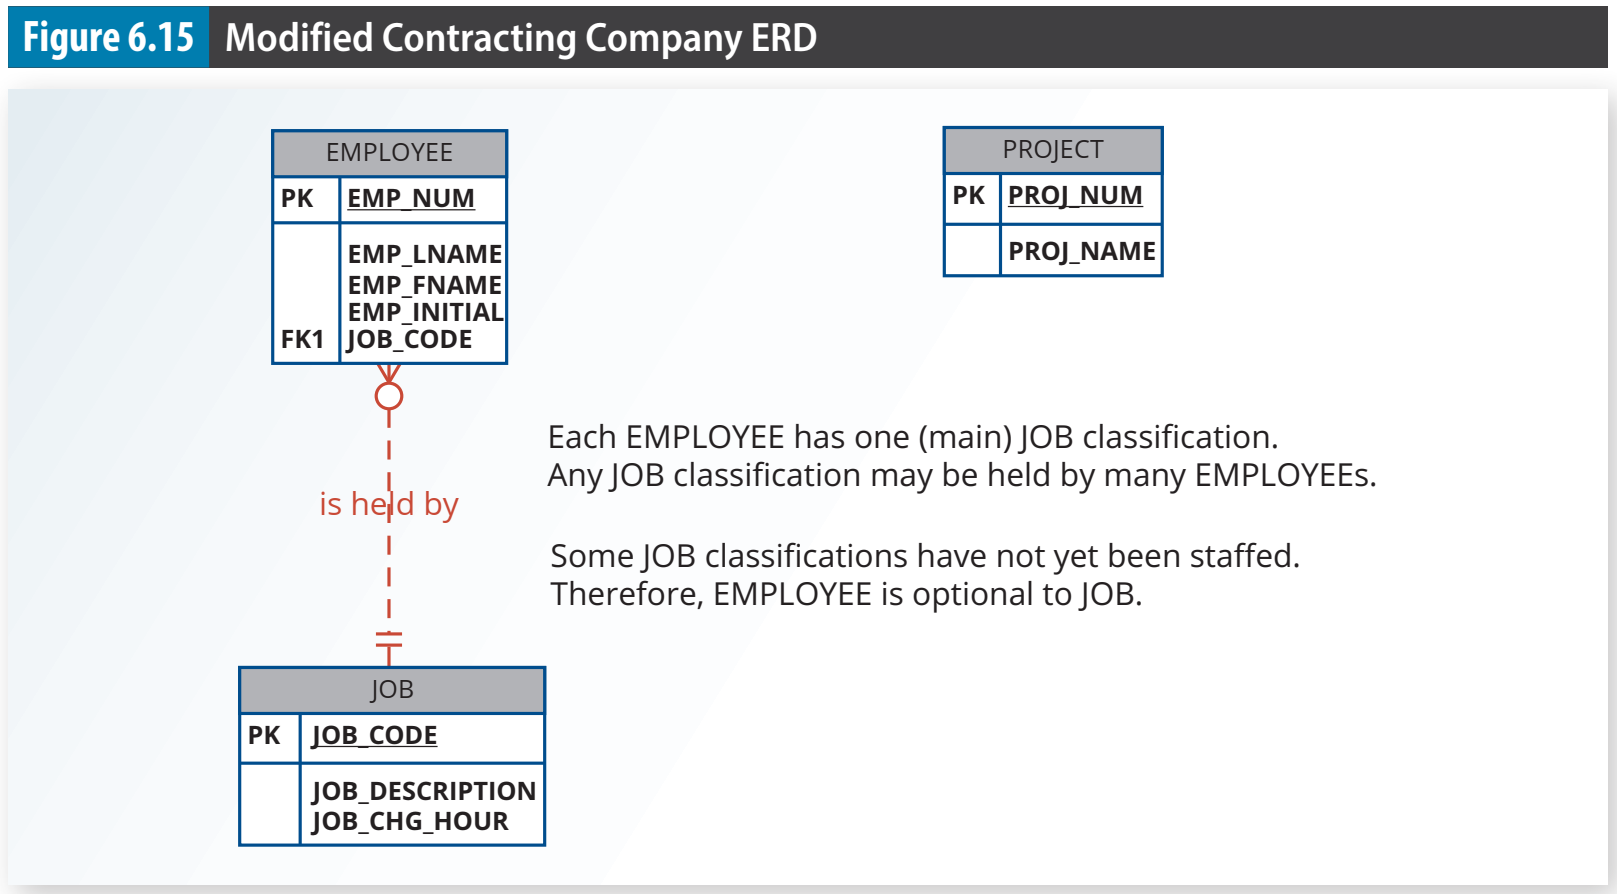 Figure 6.15 Modified Contracting Company ERD
EMPLOYEE
PK EMP_NUM
EMP_LNAME
EMP_FNAME
EMP_INITIAL
FK1 JOB_CODE
PROJECT
PK PROJ_NUM
PROJ_NAME
Each EMPLOYEE has one (main) JOB classification.
Any JOB classification may be held by many EMPLOYEEs.
is held by
Some JOB classifications have not yet been staffed.
Therefore, EMPLOYEE is optional to JOB.
JOB
PK JOB_CODE
JOB_DESCRIPTION
JOB_CHG_HOUR